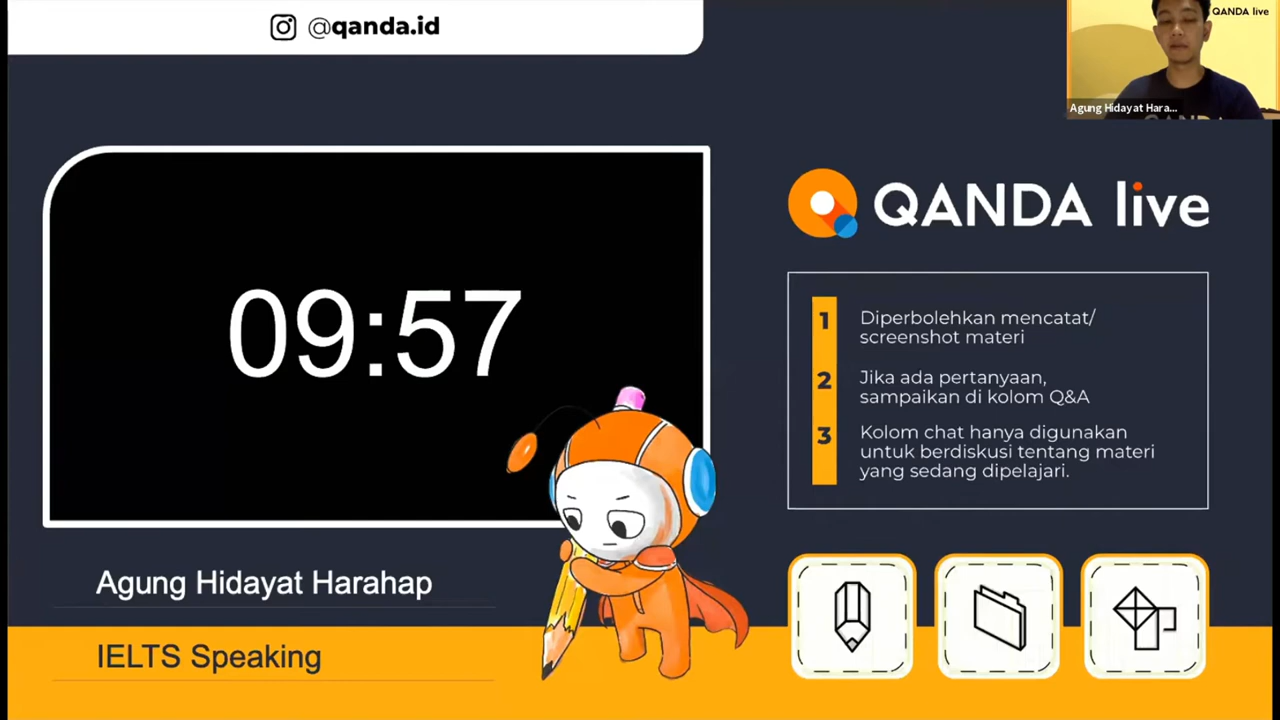 @qanda.id
QANDA live
Agung Hidayat Hara...
QANDA
09:57
QANDA live
1 Diperbolehkan mencatat/
screenshot materi
2 Jika ada pertanyaan,
sampaikan di kolom Q&A
3 Kolom chat hanya digunakan
untuk berdiskusi tentang materi
yang sedang dipelajari.
Agung Hidayat Harahap
IELTS Speaking